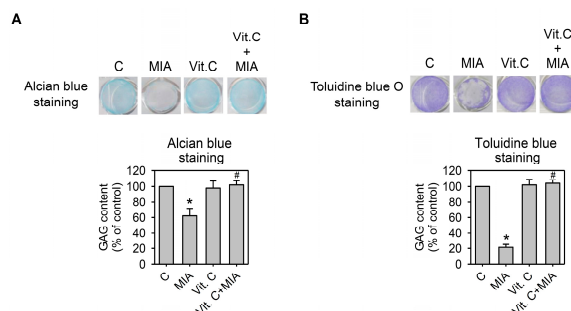 A
Vit.C
+
C MIA Vit.C MIA
Alcian blue
staining
Alcian blue
staining
120
100
80
60
40
20
0
GAG content
(% of control)
*
#
C MIA Vit. C Vit. C+MIA
B
Vit.C
+
C MIA Vit.C MIA
Toluidine blue O
staining
Toluidine blue
staining
120
100
80
60
40
20
0
GAG content
(% of control)
*
#
C MIA Vit. C Vit. C+MIA